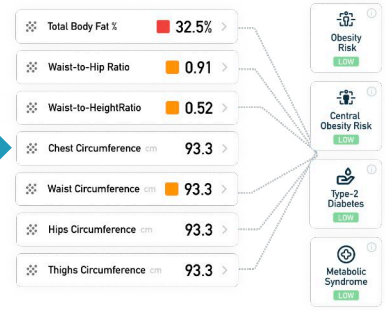 Total Body Fat % 32.5%
Waist-to-Hip Ratio 0.91
Waist-to-HeightRatio 0.52
Chest Circumference cm 93.3
Waist Circumference cm 93.3
Hips Circumference cm 93.3
Thighs Circumference cm 93.3
Obesity
Risk
LOW
Central
Obesity Risk
LOW
Type-2
Diabetes
LOW
Metabolic
Syndrome
LOW